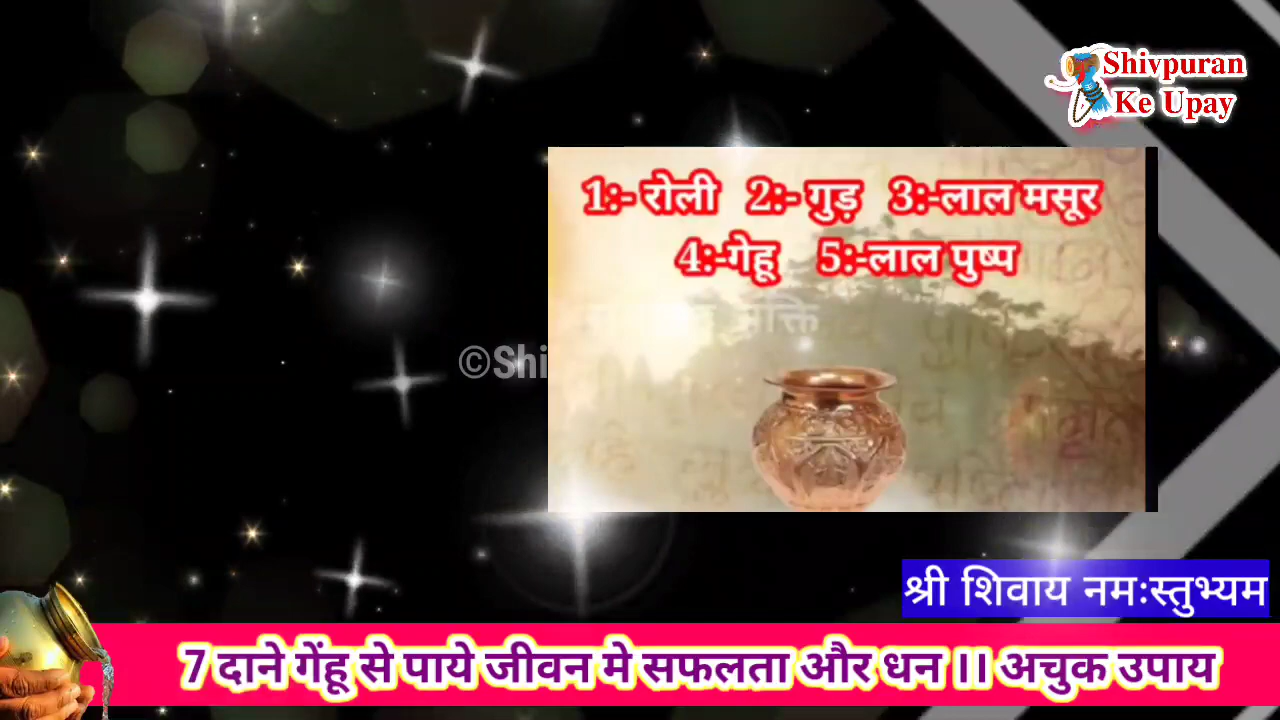 Shivpuran
Ke Upay
1:- रोली 2:- गुड़ 3:-लाल मसूर
4:-गेहू 5:-लाल पुष्प
भक्ति
©Shi
श्री शिवाय नमःस्तुभ्यम
7 दाने गेंहू से पाये जीवन मे सफलता और धन ।। अचुक उपाय